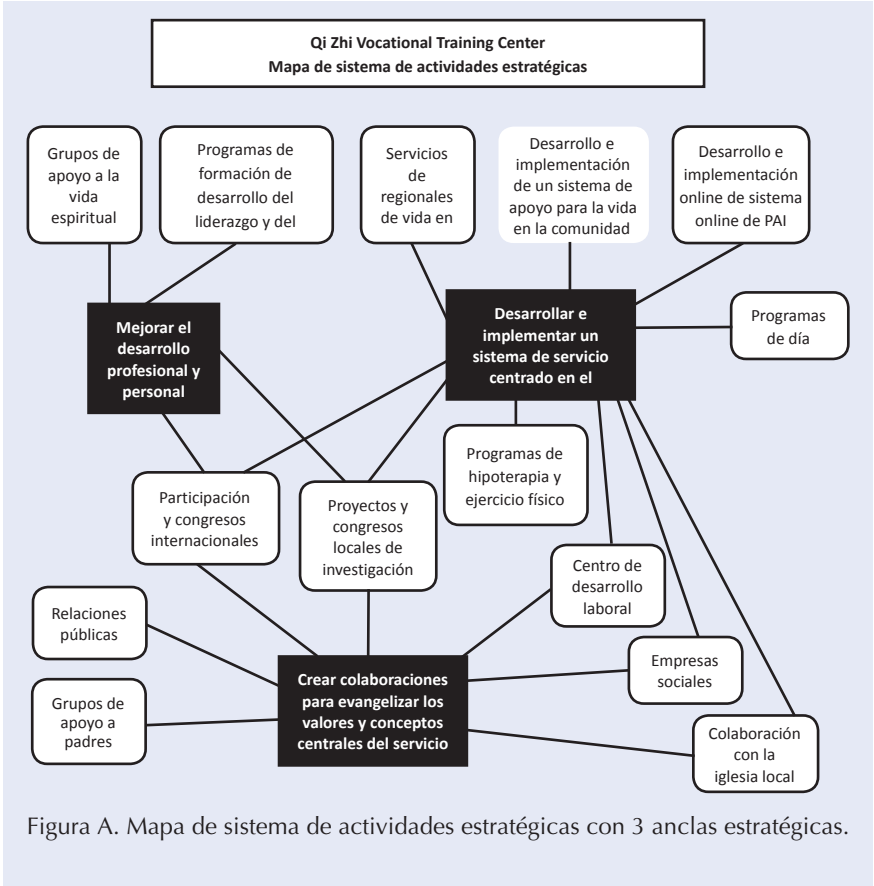 Qi Zhi Vocational Training Center
Mapa de sistema de actividades estratégicas
Grupos de
apoyo a la
vida
espiritual
Programas de
formación de
desarrollo del
liderazgo y del
Servicios
de
regionales
de vida en
Desarrollo e
implementación
de un sistema de
apoyo para la vida
en la comunidad
Desarrollo e
implementación
online de sistema
online de PAI
Mejorar el
desarrollo
profesional y
personal
Desarrollar e
implementar un
sistema de servicio
centrado en el
Programas
de día
Programas de
hipoterapia y
ejercicio físico
Participación
y congresos
internacionales
Proyectos y
congresos
locales de
investigación
Centro de
desarrollo
laboral
Relaciones
públicas
Empresas
sociales
Grupos de
apoyo a
padres
Crear colaboraciones
para evangelizar los
valores y conceptos
centrales del servicio
Colaboración
con la
iglesia local
Figura A. Mapa de sistema de actividades estratégicas con 3 anclas estratégicas.